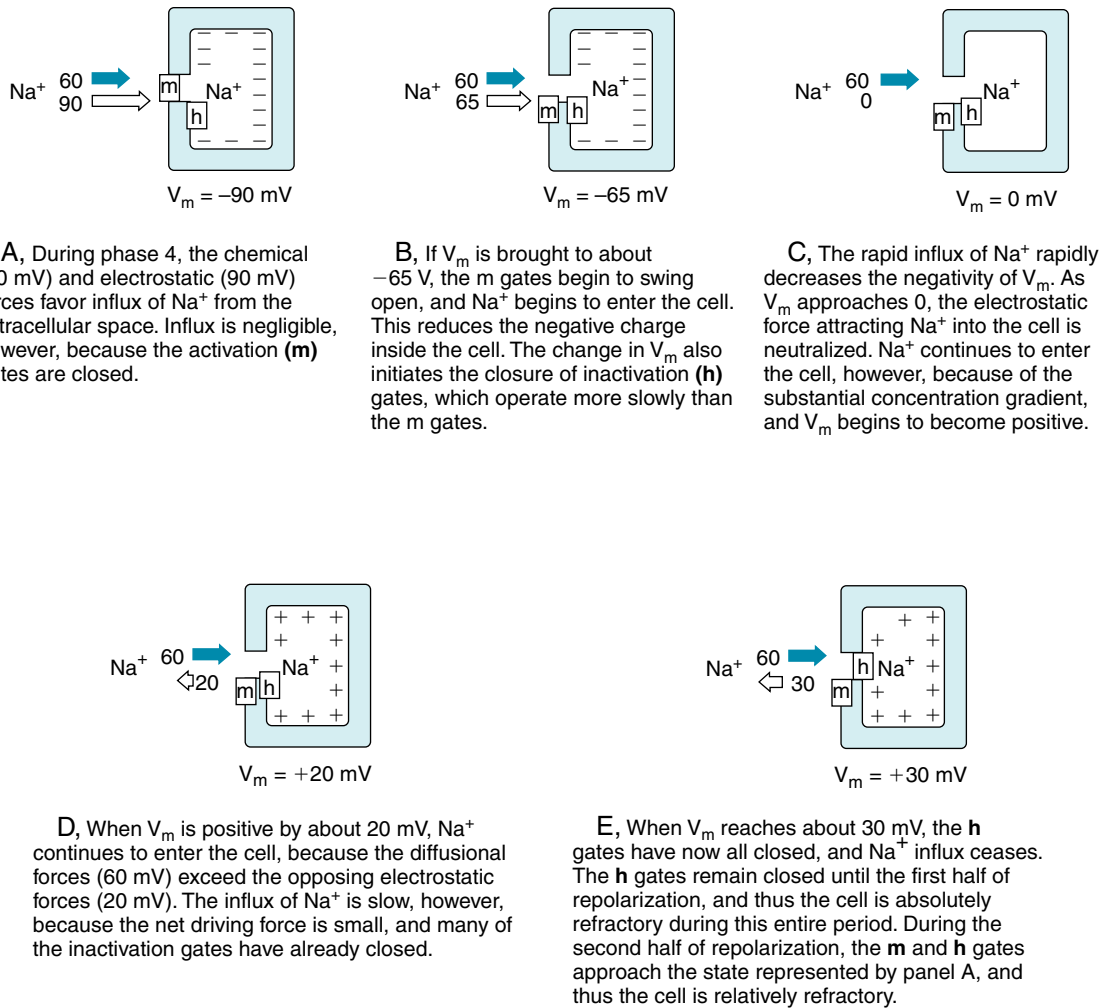 Na+ 60
90
m
Na+
h
Vm = –90 mV
Na+ 60
65
m h
Na+
Vm = –65 mV
Na+ 60
0
m h
Na+
Vm = 0 mV
A, During phase 4, the chemical
0 mV) and electrostatic (90 mV)
rces favor influx of Na+ from the
tracellular space. Influx is negligible,
wever, because the activation (m)
tes are closed.
B, If Vm is brought to about
−65 V, the m gates begin to swing
open, and Na+ begins to enter the cell.
This reduces the negative charge
inside the cell. The change in Vm also
initiates the closure of inactivation (h)
gates, which operate more slowly than
the m gates.
C, The rapid influx of Na+ rapidly
decreases the negativity of Vm. As
Vm approaches 0, the electrostatic
force attracting Na+ into the cell is
neutralized. Na+ continues to enter
the cell, however, because of the
substantial concentration gradient,
and Vm begins to become positive.
Na+ 60
20
m h
Na+
+ + +
+ +
+
+
+ + +
Vm = +20 mV
Na+ 60
30
h
m
Na+
+ +
+ +
+
+ +
+ + +
Vm = +30 mV
D, When Vm is positive by about 20 mV, Na+
continues to enter the cell, because the diffusional
forces (60 mV) exceed the opposing electrostatic
forces (20 mV). The influx of Na+ is slow, however,
because the net driving force is small, and many of
the inactivation gates have already closed.
E, When Vm reaches about 30 mV, the h
gates have now all closed, and Na+ influx ceases.
The h gates remain closed until the first half of
repolarization, and thus the cell is absolutely
refractory during this entire period. During the
second half of repolarization, the m and h gates
approach the state represented by panel A, and
thus the cell is relatively refractory.